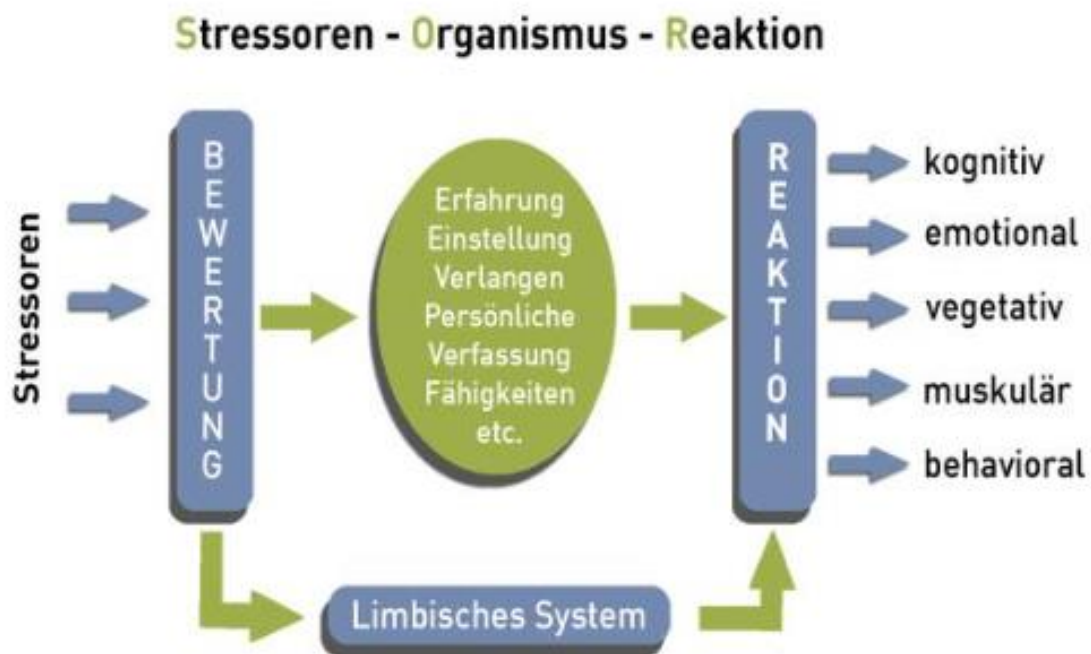 Stressoren - Organismus - Reaktion
Stressoren
BEWERTUNG
Erfahrung
Einstellung
Verlangen
Persönliche
Verfassung
Fähigkeiten
etc.
REAKTION
kognitiv
emotional
vegetativ
muskulär
behavioral
Limbisches System